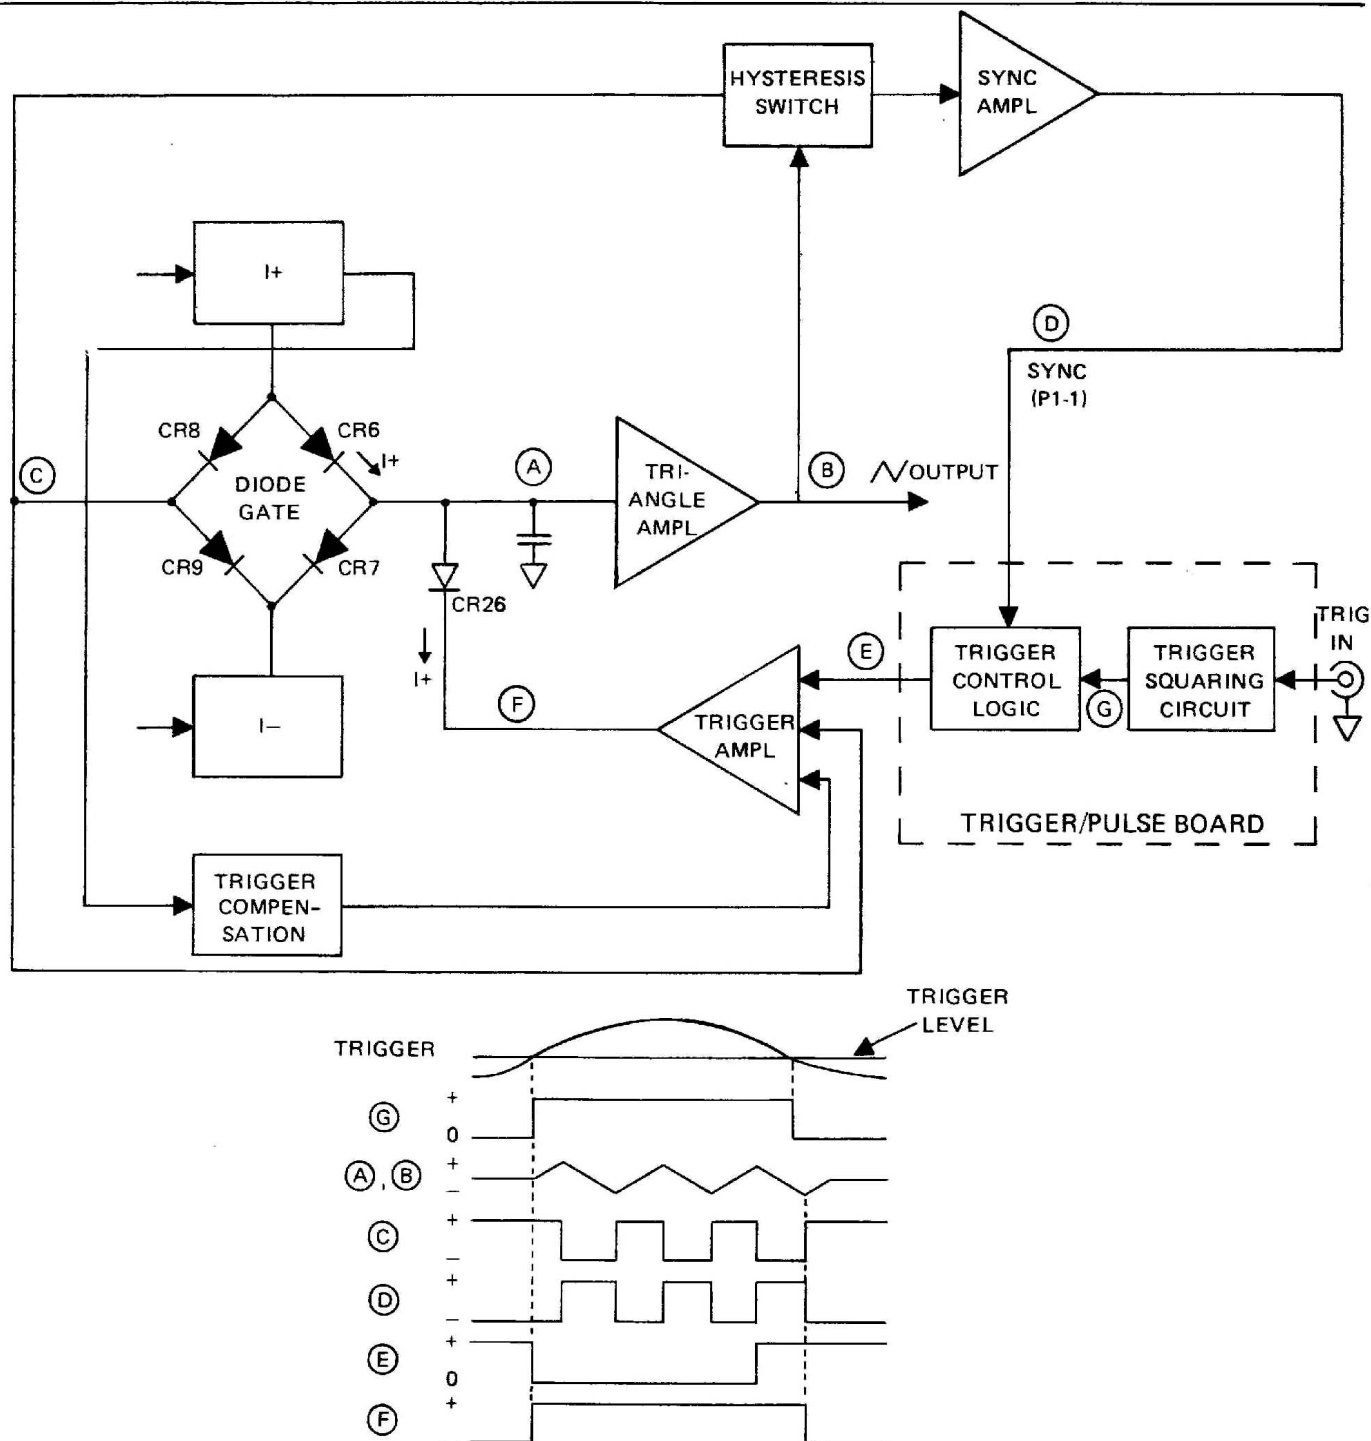 HYSTERESIS
SWITCH
SYNC
AMPL
I+
D
SYNC
(P1-1)
CR8
CR6
I+
C
DIODE
GATE
A
TRI-
ANGLE
AMPL
B
OUTPUT
CR9
CR7
CR26
I+
TRIG
IN
E
TRIGGER
CONTROL
LOGIC
G
TRIGGER
SQUARING
CIRCUIT
F
TRIGGER
AMPL
I−
TRIGGER/PULSE BOARD
TRIGGER
COMPEN-
SATION
TRIGGER
LEVEL
TRIGGER
G + 0
A, B + −
C + −
D + −
E + 0
F +